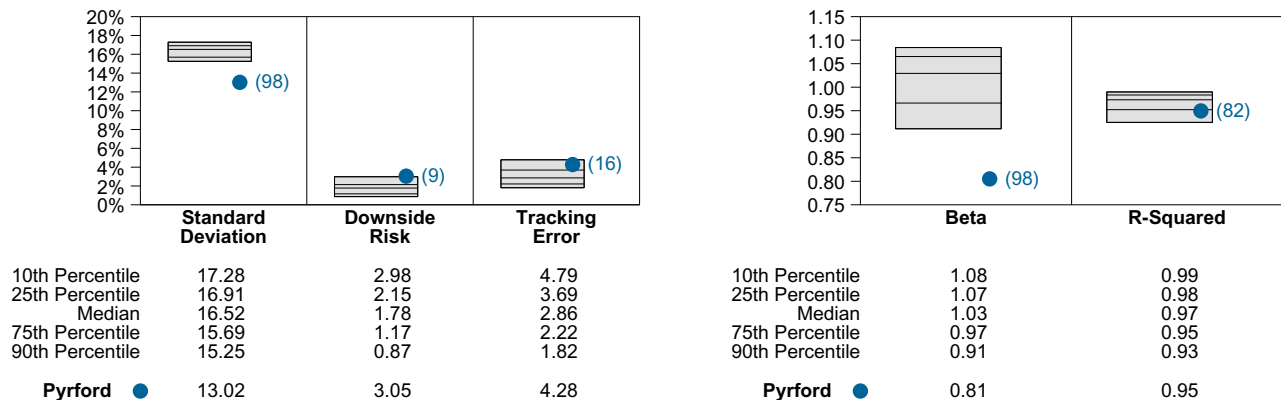 20%
18%
16%
14%
12%
10%
8%
6%
4%
2%
0%
(98)
(9)
(16)
Standard Deviation
Downside Risk
Tracking Error
10th Percentile 17.28 2.98 4.79
25th Percentile 16.91 2.15 3.69
Median 16.52 1.78 2.86
75th Percentile 15.69 1.17 2.22
90th Percentile 15.25 0.87 1.82
Pyrford 13.02 3.05 4.28
1.15
1.10
1.05
1.00
0.95
0.90
0.85
0.80
0.75
(98)
(82)
Beta
R-Squared
10th Percentile 1.08 0.99
25th Percentile 1.07 0.98
Median 1.03 0.97
75th Percentile 0.97 0.95
90th Percentile 0.91 0.93
Pyrford 0.81 0.95